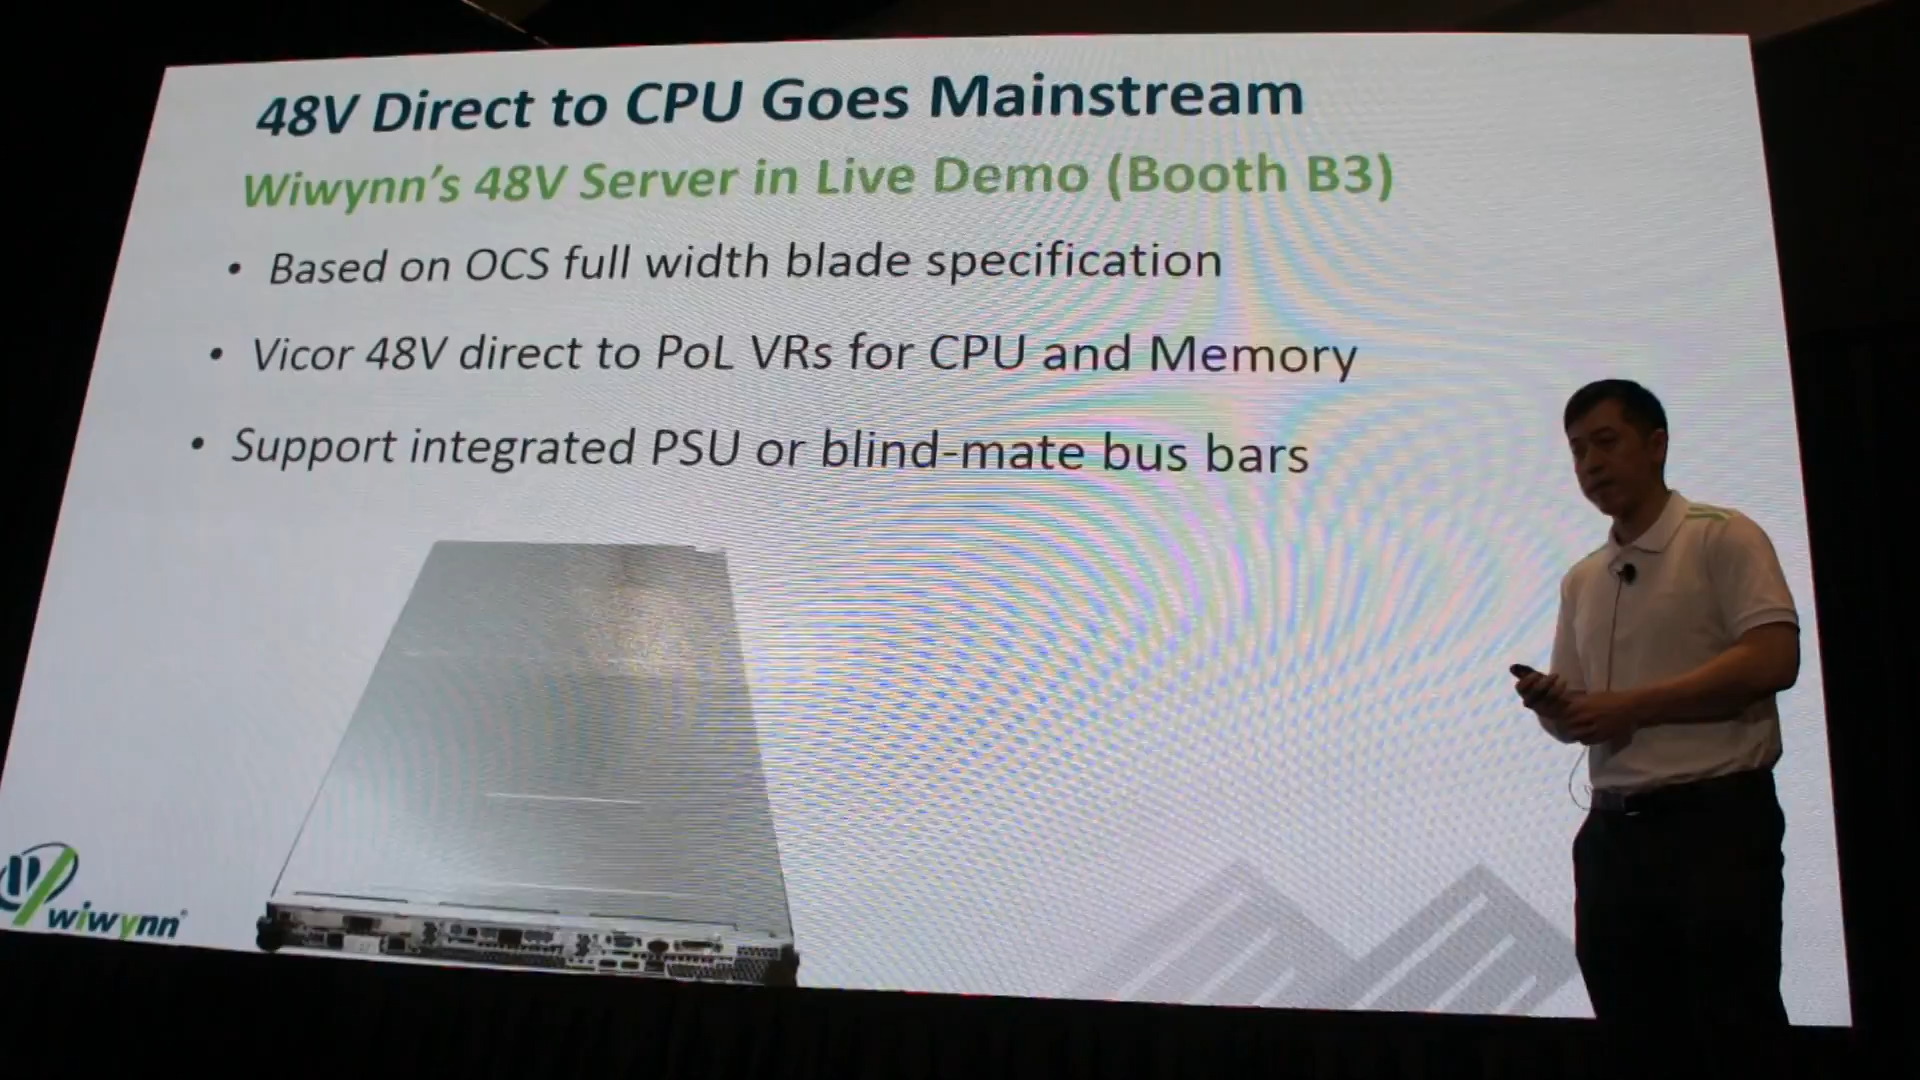 48V Direct to CPU Goes Mainstream
Wiwynn's 48V Server in Live Demo (Booth B3)
• Based on OCS full width blade specification
• Vicor 48V direct to PoL VRs for CPU and Memory
• Support integrated PSU or blind-mate bus bars
wiwynn®